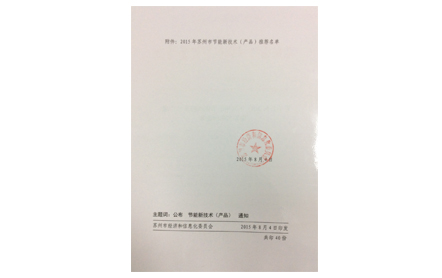 附件：2015年苏州市节能新技术（产品）推荐名单
2015年8月4日
主题词：公布 节能新技术（产品） 通知
苏州市经济和信息化委员会 2015年8月4日印发
共印40份